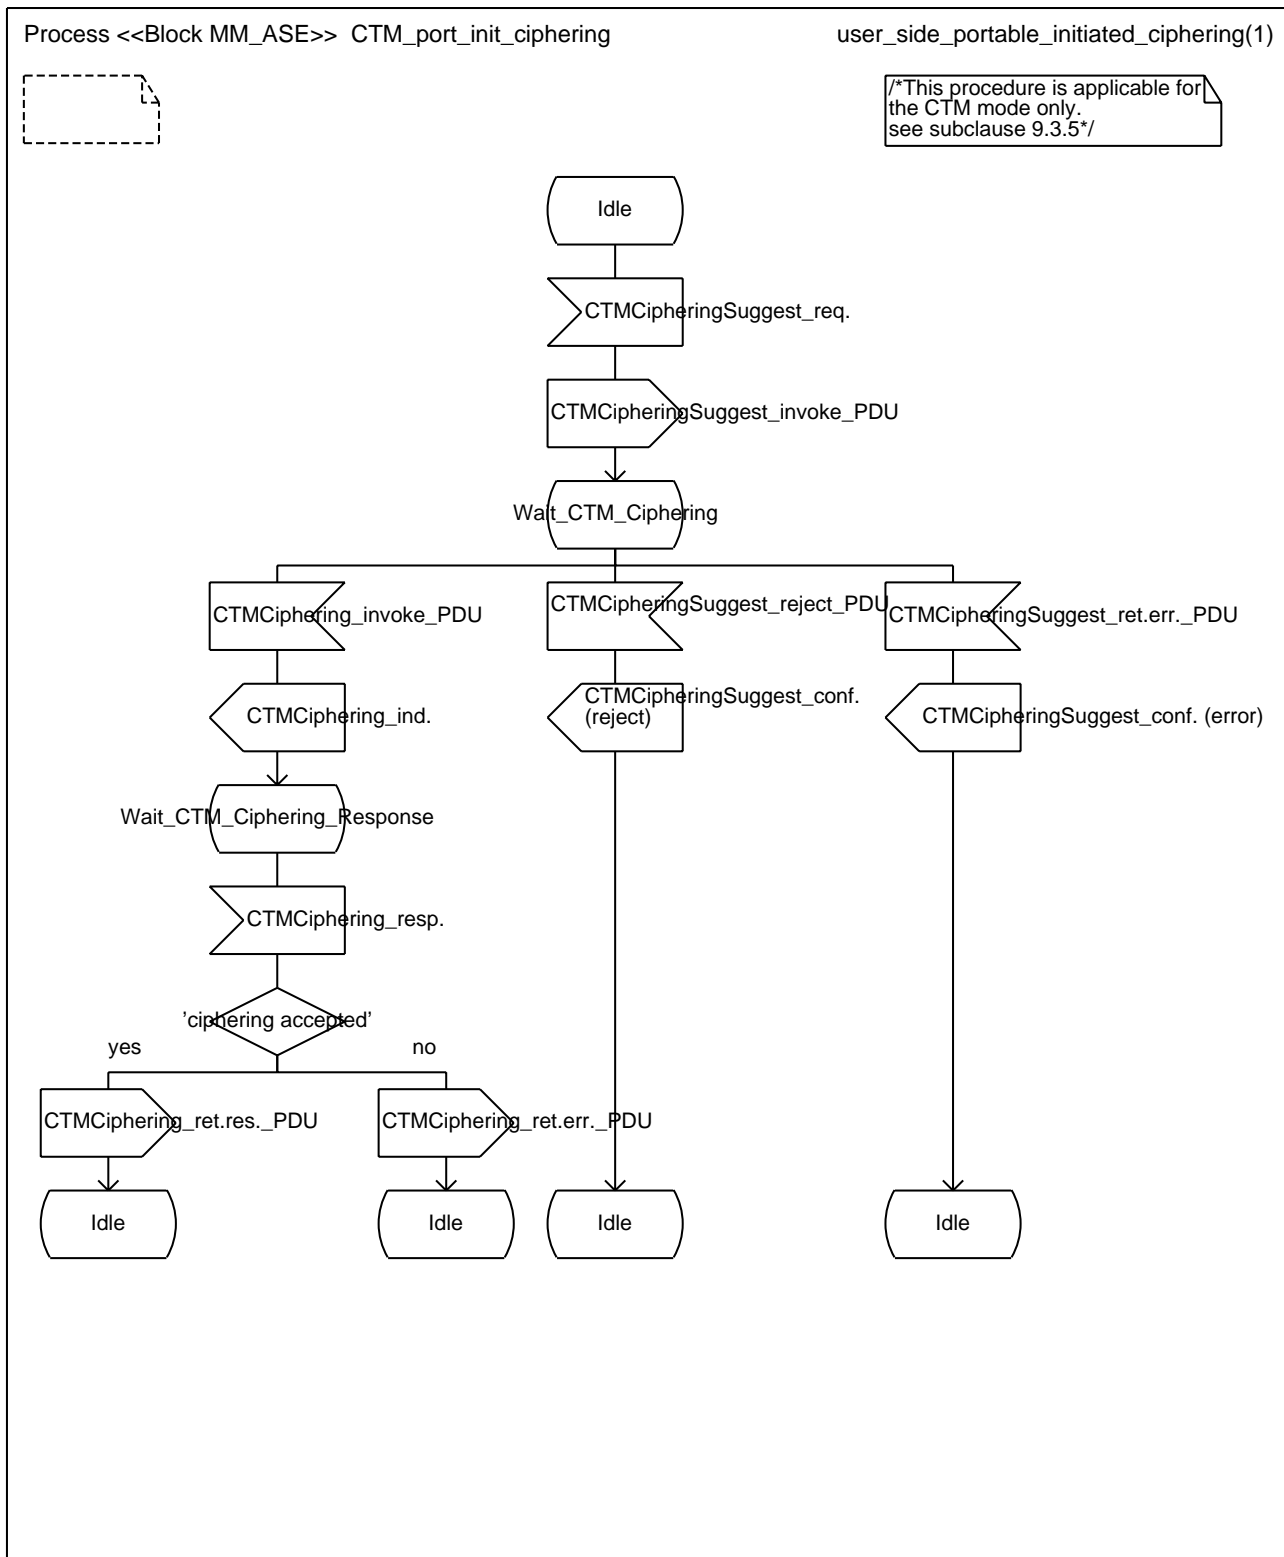 Process <<Block MM_ASE>> CTM_port_init_ciphering
user_side_portable_initiated_ciphering(1)
/*This procedure is applicable for
the CTM mode only.
see subclause 9.3.5*/
Idle
CTMCipheringSuggest_req.
CTMCipheringSuggest_invoke_PDU
Wait_CTM_Ciphering
CTMCiphering_invoke_PDU
CTMCipheringSuggest_reject_PDU
CTMCipheringSuggest_ret.err._PDU
CTMCiphering_ind.
CTMCipheringSuggest_conf.
(reject)
CTMCipheringSuggest_conf. (error)
Wait_CTM_Ciphering_Response
CTMCiphering_resp.
'ciphering accepted'
yes
no
CTMCiphering_ret.res._PDU
CTMCiphering_ret.err._PDU
Idle
Idle
Idle
Idle